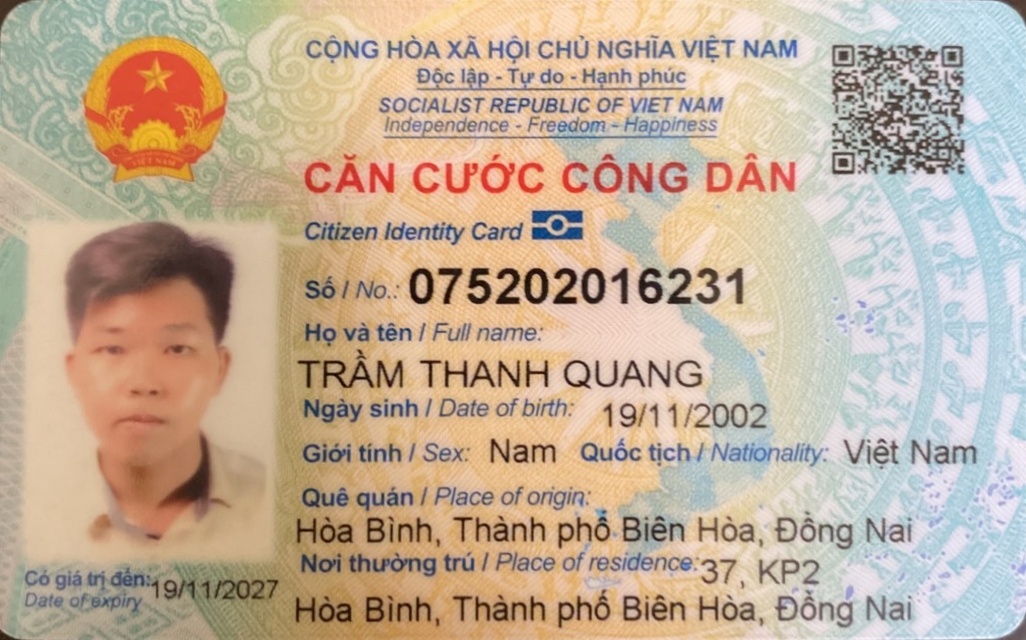 CỘNG HÒA XÃ HỘI CHỦ NGHĨA VIỆT NAM
Độc lập - Tự do - Hạnh phúc
SOCIALIST REPUBLIC OF VIET NAM
Independence - Freedom - Happiness
CĂN CƯỚC CÔNG DÂN
Citizen Identity Card
Số / No.: 075202016231
Họ và tên / Full name:
TRẦM THANH QUANG
Ngày sinh / Date of birth: 19/11/2002
Giới tính / Sex: Nam Quốc tịch / Nationality: Việt Nam
Quê quán / Place of origin:
Hòa Bình, Thành phố Biên Hòa, Đồng Nai
Nơi thường trú / Place of residence: 37, KP2
Hòa Bình, Thành phố Biên Hòa, Đồng Nai
Có giá trị đến: 19/11/2027
Date of expiry
VIỆT NAM